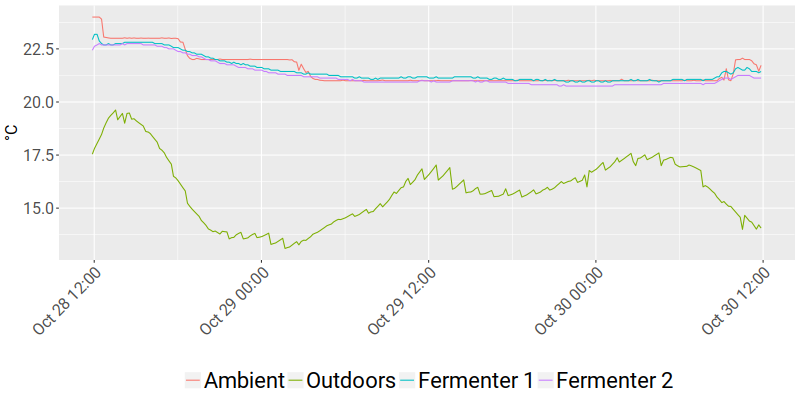 °C
22.5
20.0
17.5
15.0
Oct 28 12:00
Oct 29 00:00
Oct 29 12:00
Oct 30 00:00
Oct 30 12:00
Ambient Outdoors Fermenter 1 Fermenter 2